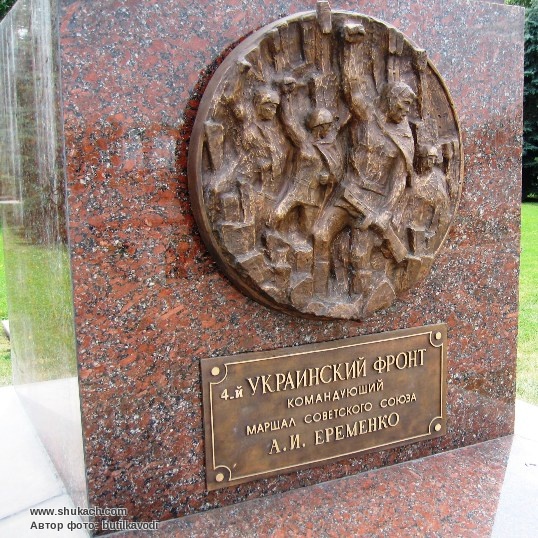 4.й УКРАИНСКИЙ ФРОНТ
КОМАНДУЮЩИЙ
МАРШАЛ СОВЕТСКОГО СОЮЗА
А.И. ЕРЕМЕНКО
www.shukach.com
Автор фото: butilkavodi